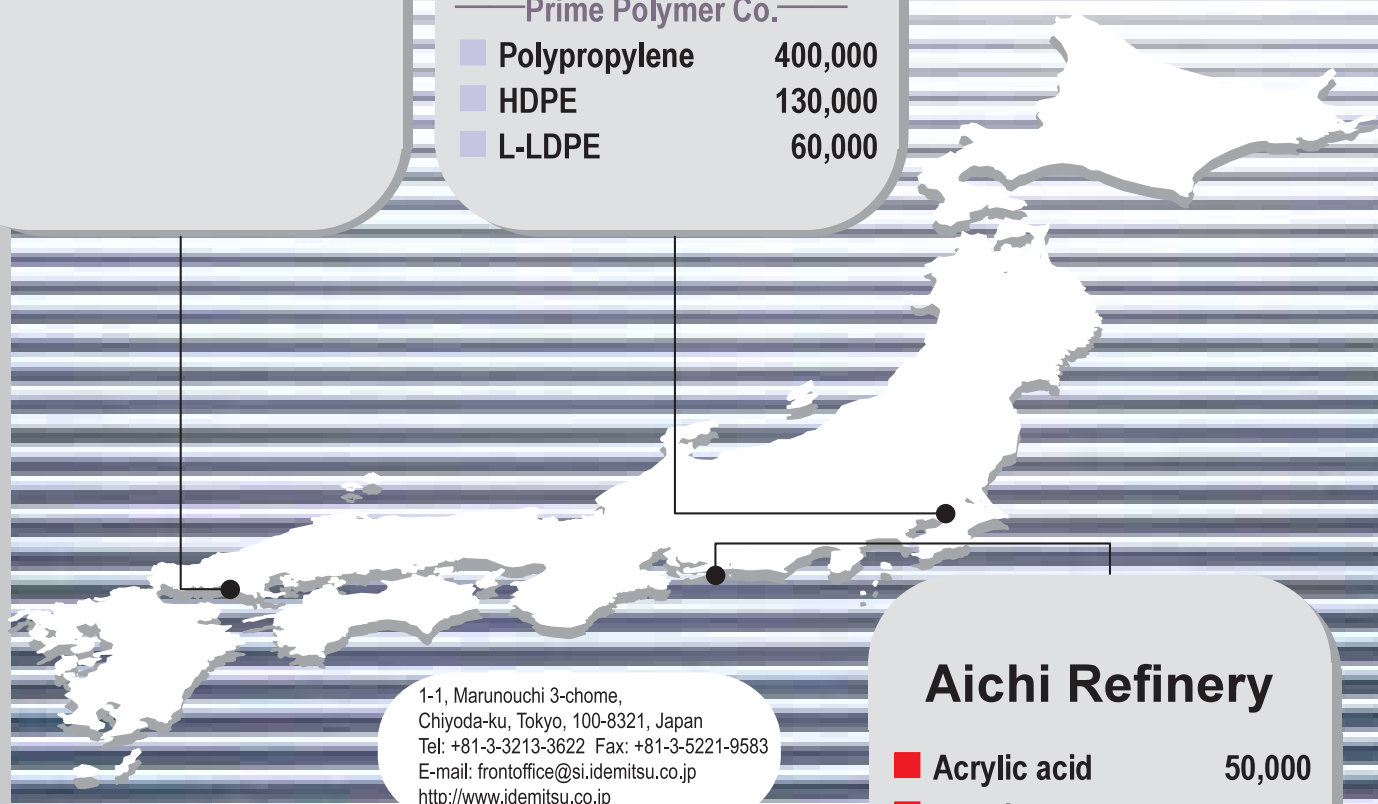 Prime Polymer Co.
Polypropylene 400,000
HDPE 130,000
L-LDPE 60,000
1-1, Marunouchi 3-chome,
Chiyoda-ku, Tokyo, 100-8321, Japan
Tel: +81-3-3213-3622 Fax: +81-3-5221-9583
E-mail: frontoffice@si.idemitsu.co.jp
http://www.idemitsu.co.jp
Aichi Refinery
Acrylic acid 50,000